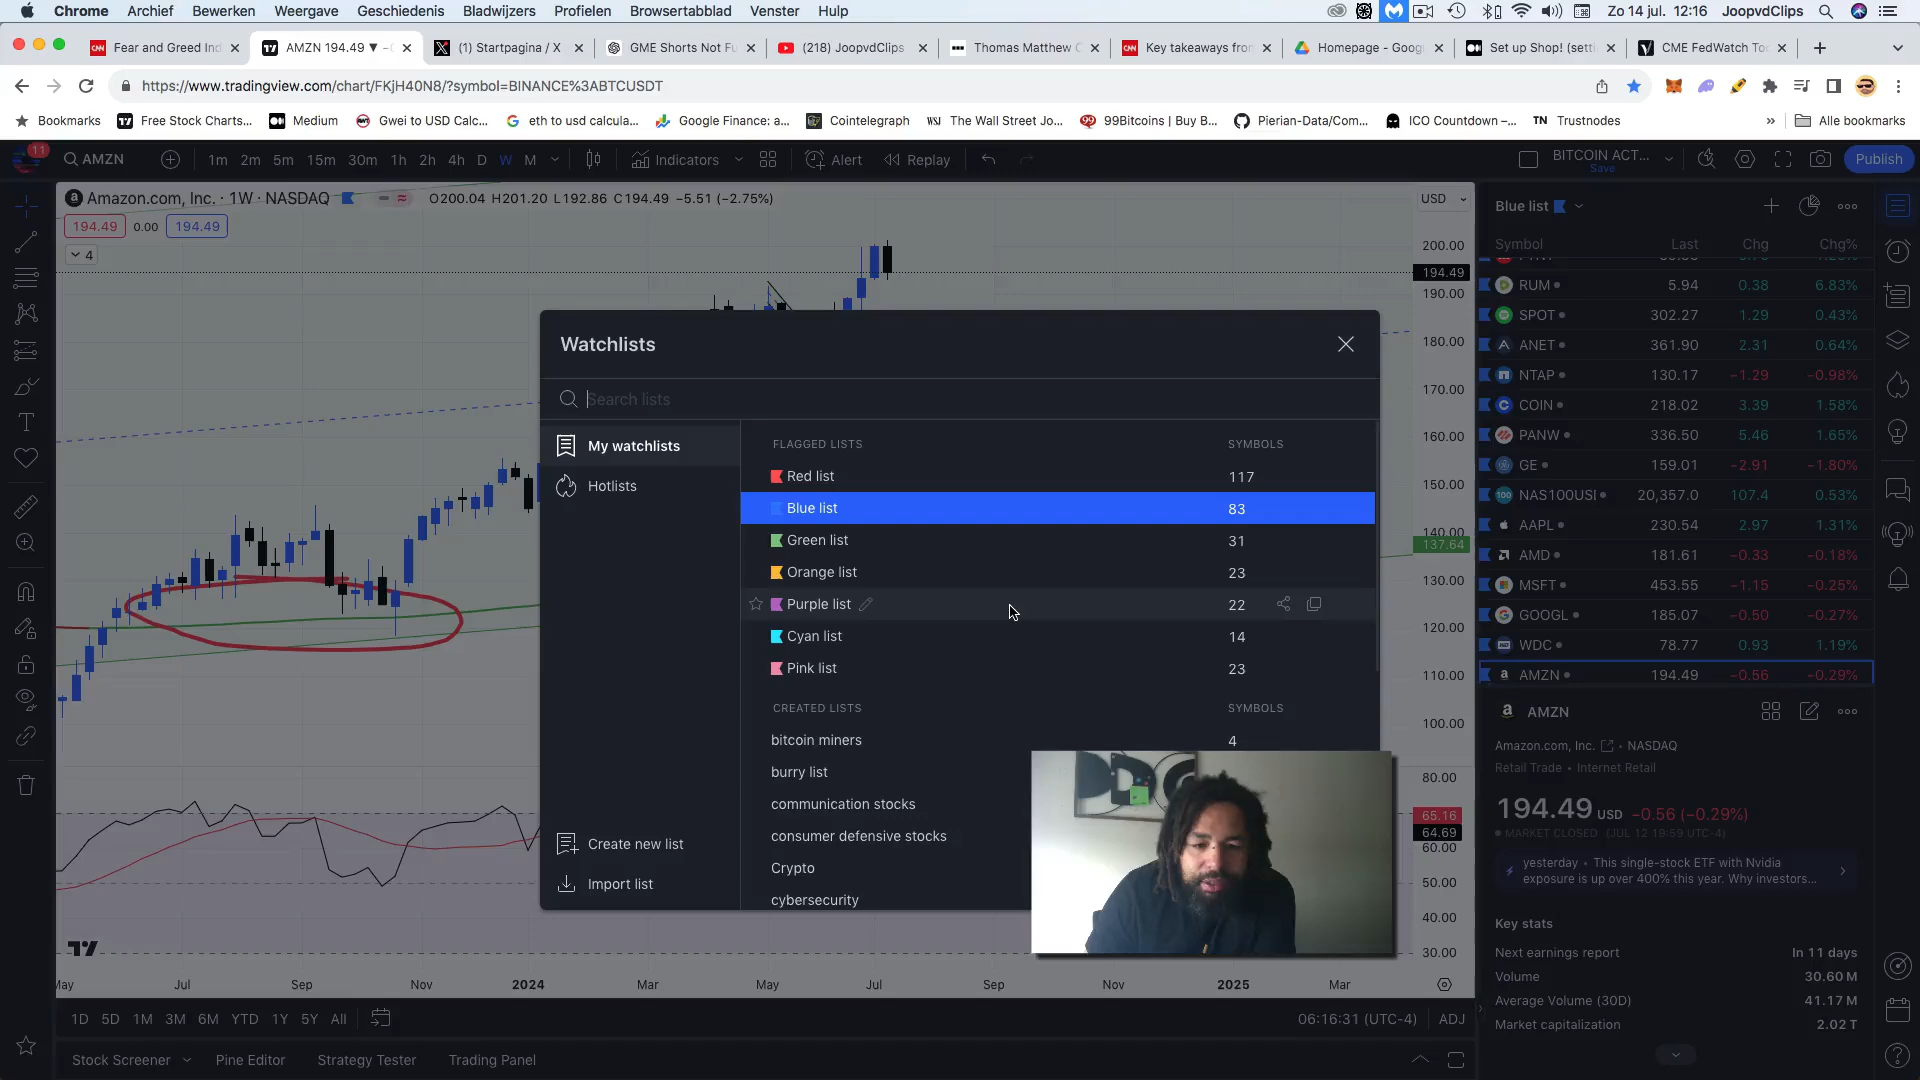 Chrome Archief Bewerken Weergave Geschiedenis Bladwijzers Profielen Browsertabblad Venster Hulp Zo 14 jul. 12:16 JoopvdClips
Fear and Greed Ind AMZN 194.49 ▼ − (1) Startpagina / X GME Shorts Not Fu (218) JoopvdClips Thomas Matthew C Key takeaways from Homepage - Goog Set up Shop! (setti CME FedWatch To
https://www.tradingview.com/chart/FKjH40N8/?symbol=BINANCE%3ABTCUSDT
Bookmarks Free Stock Charts... Medium Gwei to USD Calc... eth to usd calcula... Google Finance: a... Cointelegraph The Wall Street Jo... 99Bitcoins | Buy B... Pierian-Data/Com... ICO Countdown –... Trustnodes » Alle bookmarks
11 AMZN 1m 2m 5m 15m 30m 1h 2h 4h D W M Indicators Alert Replay BITCOIN ACT... Save Publish
Amazon.com, Inc. · 1W · NASDAQ O200.04 H201.20 L192.86 C194.49 −5.51 (−2.75%) USD
194.49 0.00 194.49
4
200.00
194.49
190.00
180.00
170.00
160.00
150.00
140.00
137.64
130.00
120.00
110.00
100.00
80.00
65.16
64.69
60.00
50.00
40.00
30.00
Watchlists
Search lists
My watchlists
Hotlists
Create new list
Import list
FLAGGED LISTS SYMBOLS
Red list 117
Blue list 83
Green list 31
Orange list 23
Purple list 22
Cyan list 14
Pink list 23
CREATED LISTS SYMBOLS
bitcoin miners 4
burry list
communication stocks
consumer defensive stocks
Crypto
cybersecurity
Blue list
Symbol Last Chg Chg%
RUM 5.94 0.38 6.83%
SPOT 302.27 1.29 0.43%
ANET 361.90 2.31 0.64%
NTAP 130.17 −1.29 −0.98%
COIN 218.02 3.39 1.58%
PANW 336.50 5.46 1.65%
GE 159.01 −2.91 −1.80%
NAS100USI 20,357.0 107.4 0.53%
AAPL 230.54 2.97 1.31%
AMD 181.61 −0.33 −0.18%
MSFT 453.55 −1.15 −0.25%
GOOGL 185.07 −0.50 −0.27%
WDC 78.77 0.93 1.19%
AMZN 194.49 −0.56 −0.29%
AMZN
Amazon.com, Inc. • NASDAQ
Retail Trade • Internet Retail
194.49 USD −0.56 (−0.29%)
MARKET CLOSED (JUL 12 19:59 UTC-4)
yesterday • This single-stock ETF with Nvidia
exposure is up over 400% this year. Why investors...
Key stats
Next earnings report In 11 days
Volume 30.60 M
Average Volume (30D) 41.17 M
Market capitalization 2.02 T
May Jul Sep Nov 2024 Mar May Jul Sep Nov 2025 Mar
1D 5D 1M 3M 6M YTD 1Y 5Y All 06:16:31 (UTC-4) ADJ
Stock Screener Pine Editor Strategy Tester Trading Panel